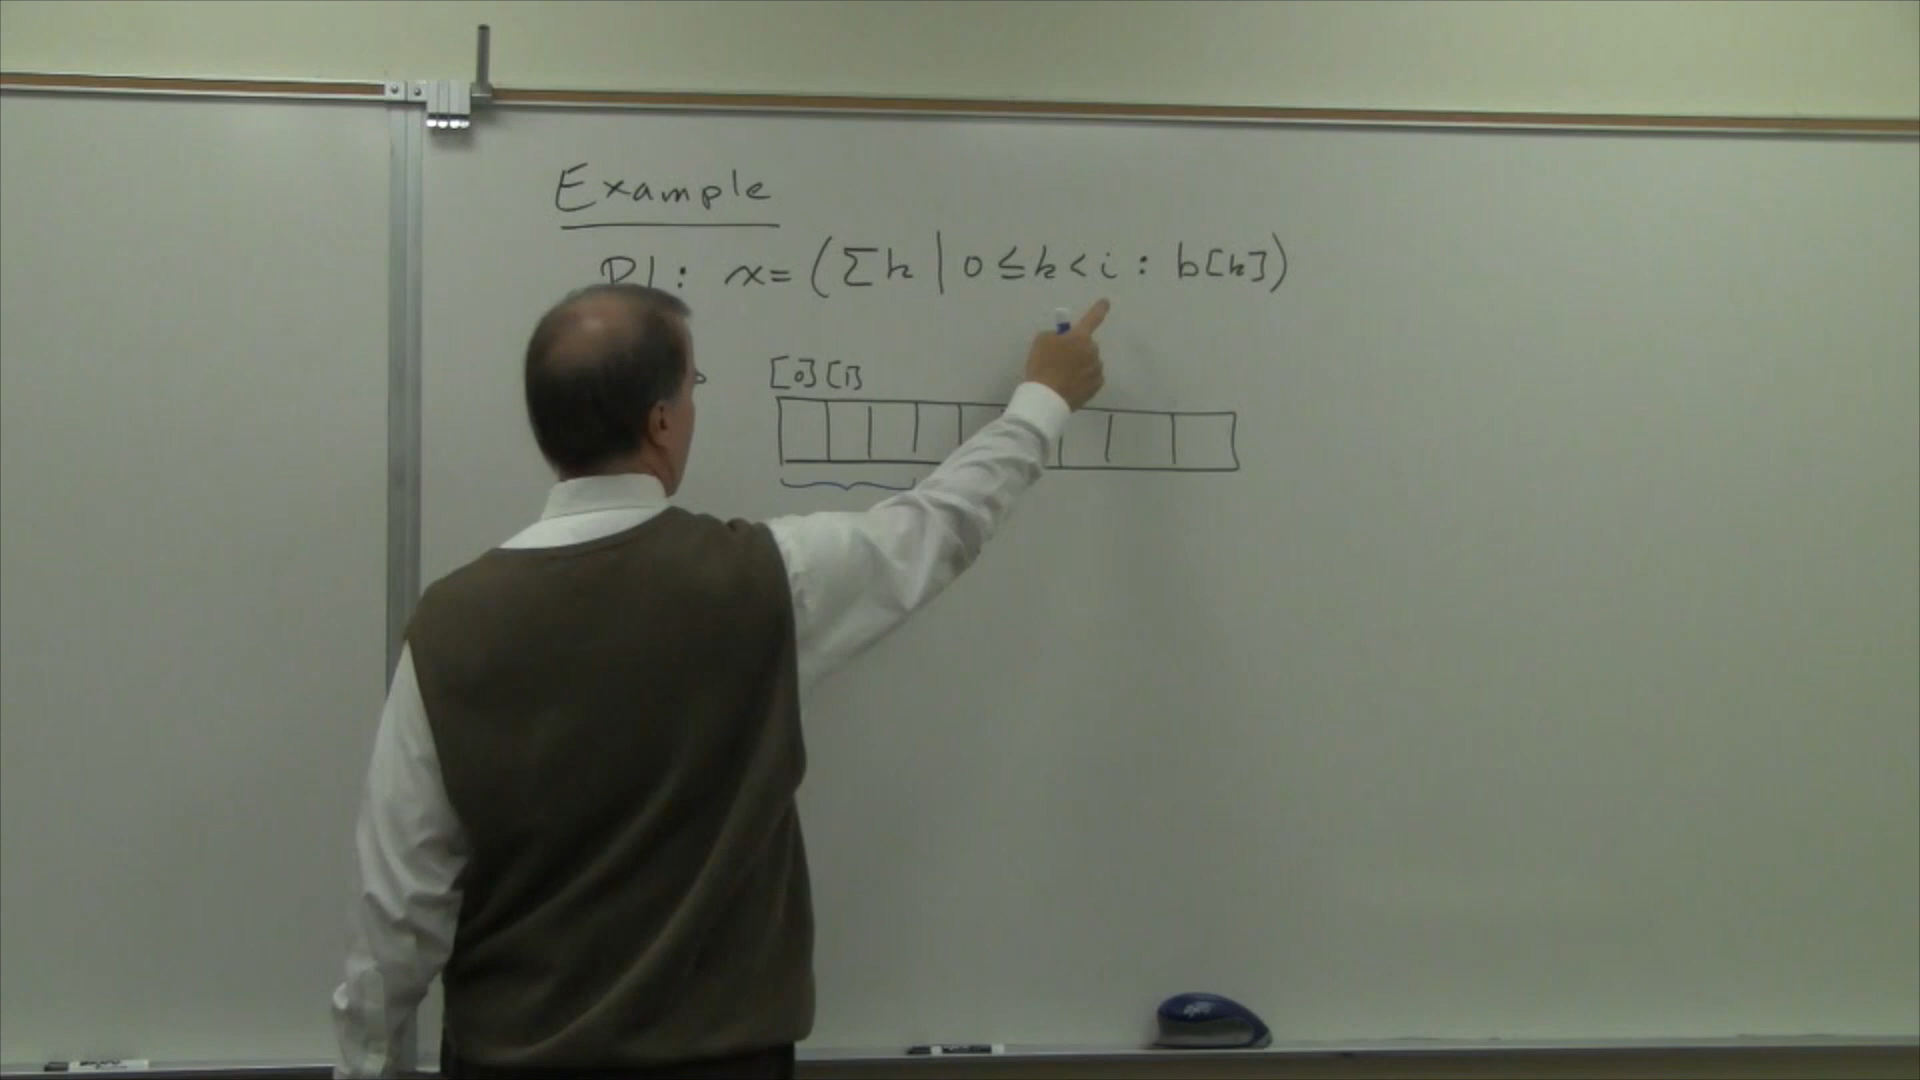 Example
P1: x = (Σk | 0 ≤ k < i : b[k])
[0] [1]